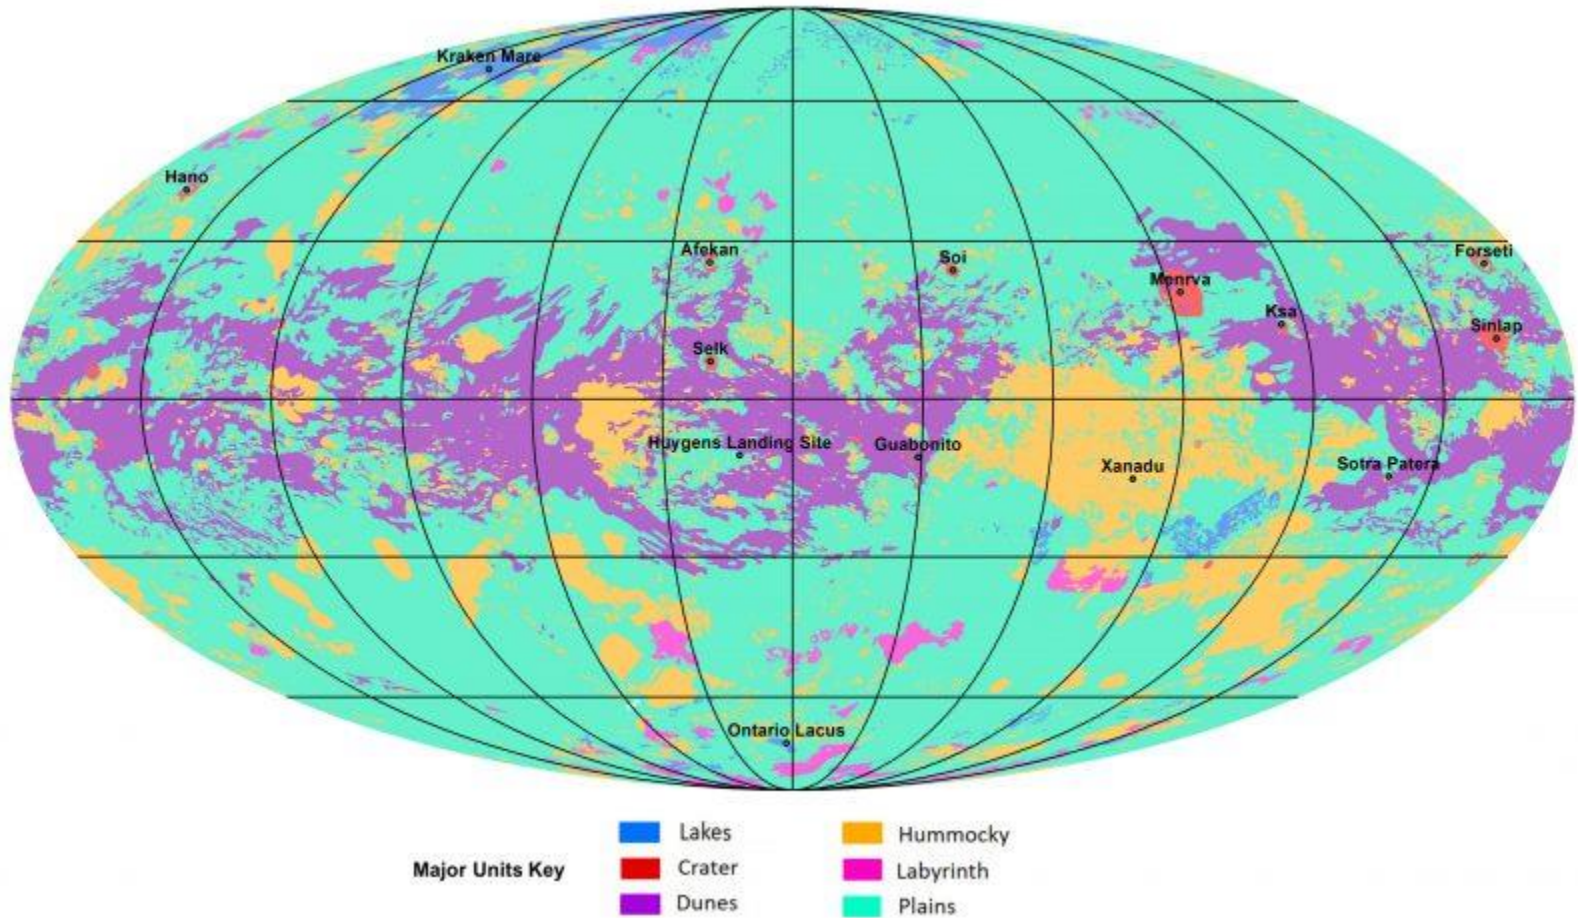 Kraken Mare
Hano
Afekan
Soi
Forseti
Menrva
Ksa
Sinlap
Selk
Huygens Landing Site
Guabonito
Xanadu
Sotra Patera
Ontario Lacus
Major Units Key
Lakes
Crater
Dunes
Hummocky
Labyrinth
Plains